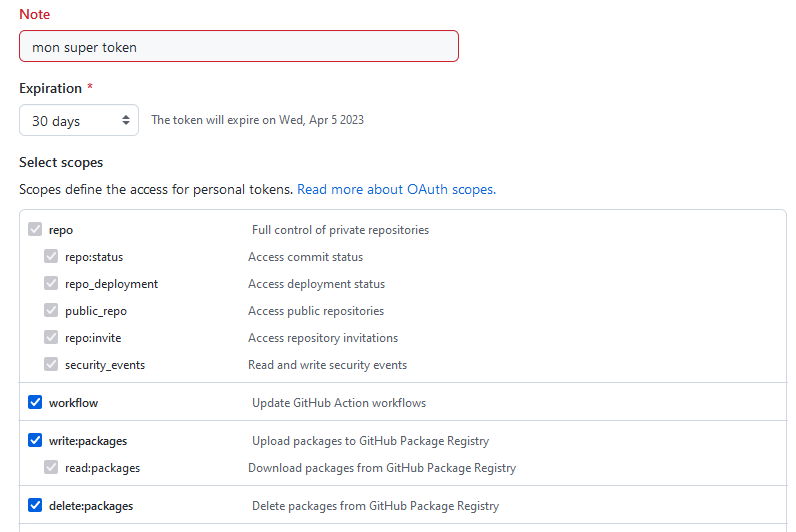 Note
mon super token
Expiration *
30 days The token will expire on Wed, Apr 5 2023
Select scopes
Scopes define the access for personal tokens. Read more about OAuth scopes.
repo Full control of private repositories
repo:status Access commit status
repo_deployment Access deployment status
public_repo Access public repositories
repo:invite Access repository invitations
security_events Read and write security events
workflow Update GitHub Action workflows
write:packages Upload packages to GitHub Package Registry
read:packages Download packages from GitHub Package Registry
delete:packages Delete packages from GitHub Package Registry